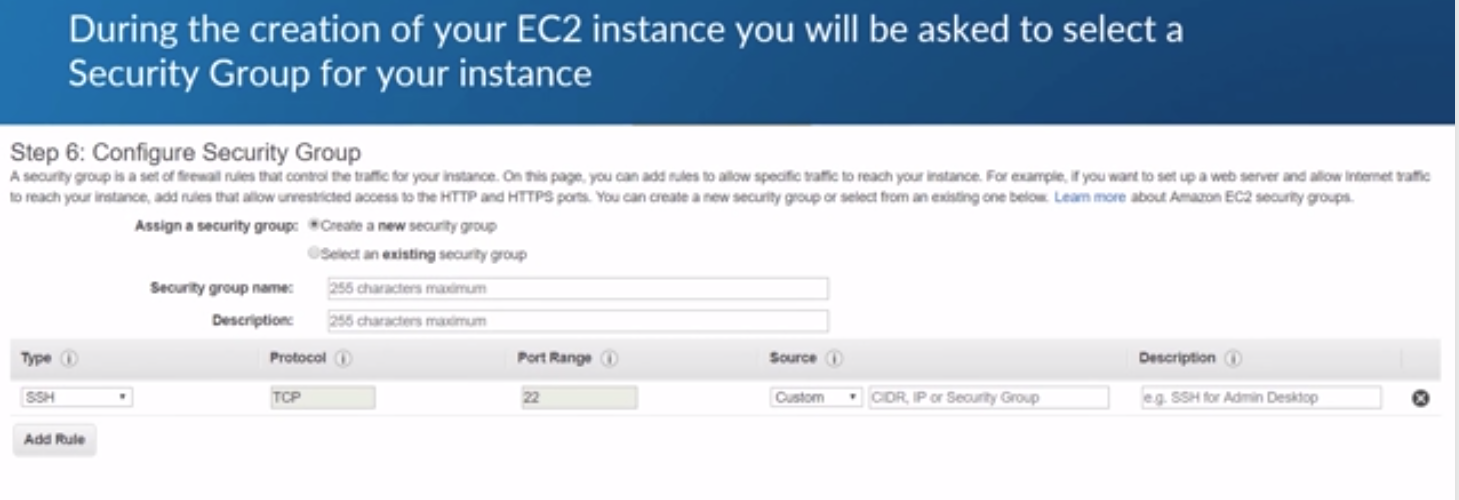 During the creation of your EC2 instance you will be asked to select a
Security Group for your instance
Step 6: Configure Security Group
A security group is a set of firewall rules that control the traffic for your instance. On this page, you can add rules to allow specific traffic to reach your instance. For example, if you want to set up a web server and allow Internet traffic
to reach your instance, add rules that allow unrestricted access to the HTTP and HTTPS ports. You can create a new security group or select from an existing one below. Learn more about Amazon EC2 security groups.
Assign a security group: Create a new security group
Select an existing security group
Security group name: 255 characters maximum
Description: 255 characters maximum
Type Protocol Port Range Source Description
SSH TCP 22 Custom CIDR, IP or Security Group e.g. SSH for Admin Desktop
Add Rule